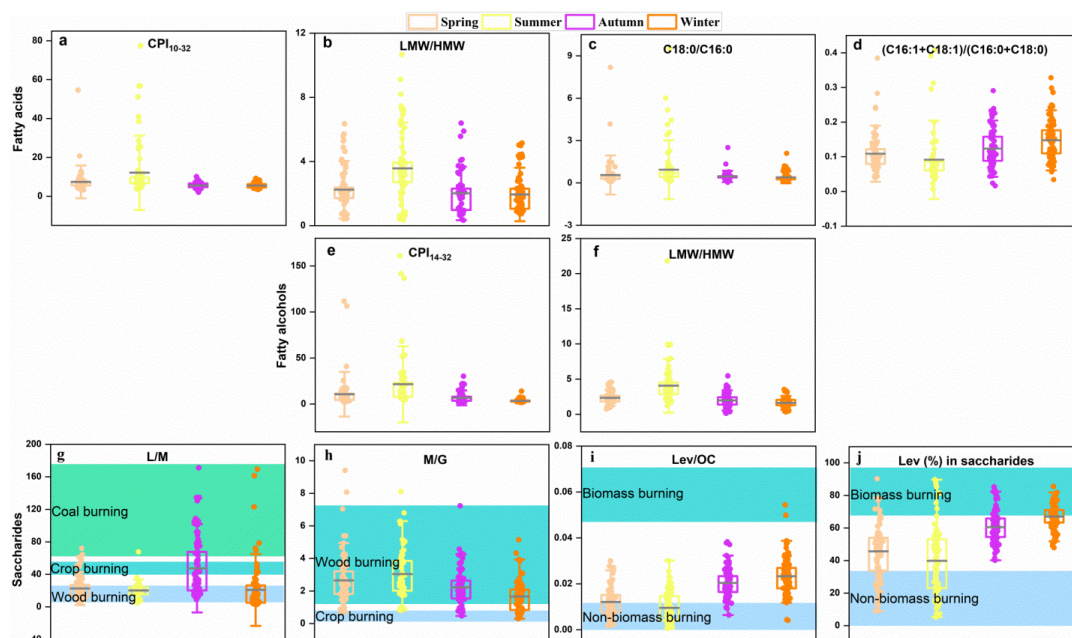 Spring Summer Autumn Winter
a CPI10-32
b LMW/HMW
c C18:0/C16:0
d (C16:1+C18:1)/(C16:0+C18:0)
Fatty acids
80
60
40
20
0
12
8
4
0
9
6
3
0
-3
0.4
0.3
0.2
0.1
0.0
-0.1
e CPI14-32
f LMW/HMW
Fatty alcohols
150
100
50
0
25
20
15
10
5
0
g L/M
h M/G
i Lev/OC
j Lev (%) in saccharides
Saccharides
200
160
120
80
40
0
40
Coal burning
Crop burning
Wood burning
10
8
6
4
2
0
Wood burning
Crop burning
0.08
0.06
0.04
0.02
0.00
Biomass burning
Non-biomass burning
100
80
60
40
20
0
Biomass burning
Non-biomass burning